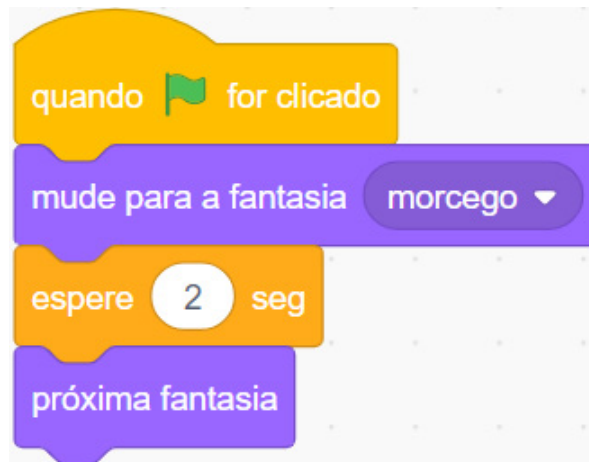 quando for clicado
mude para a fantasia morcego
espere 2 seg
próxima fantasia